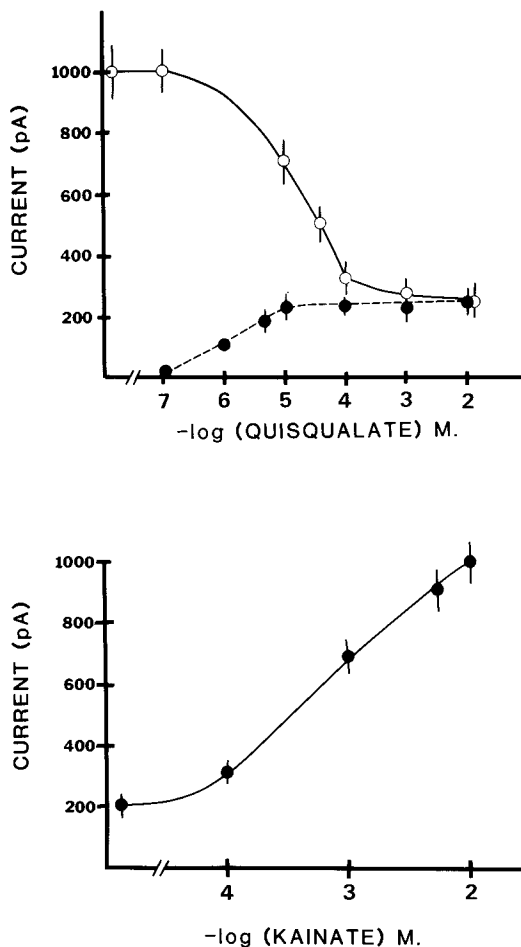 CURRENT (pA)
1000
800
600
400
200
7 6 5 4 3 2
-log (QUISQUALATE) M.
CURRENT (pA)
1000
800
600
400
200
4 3 2
-log (KAINATE) M.